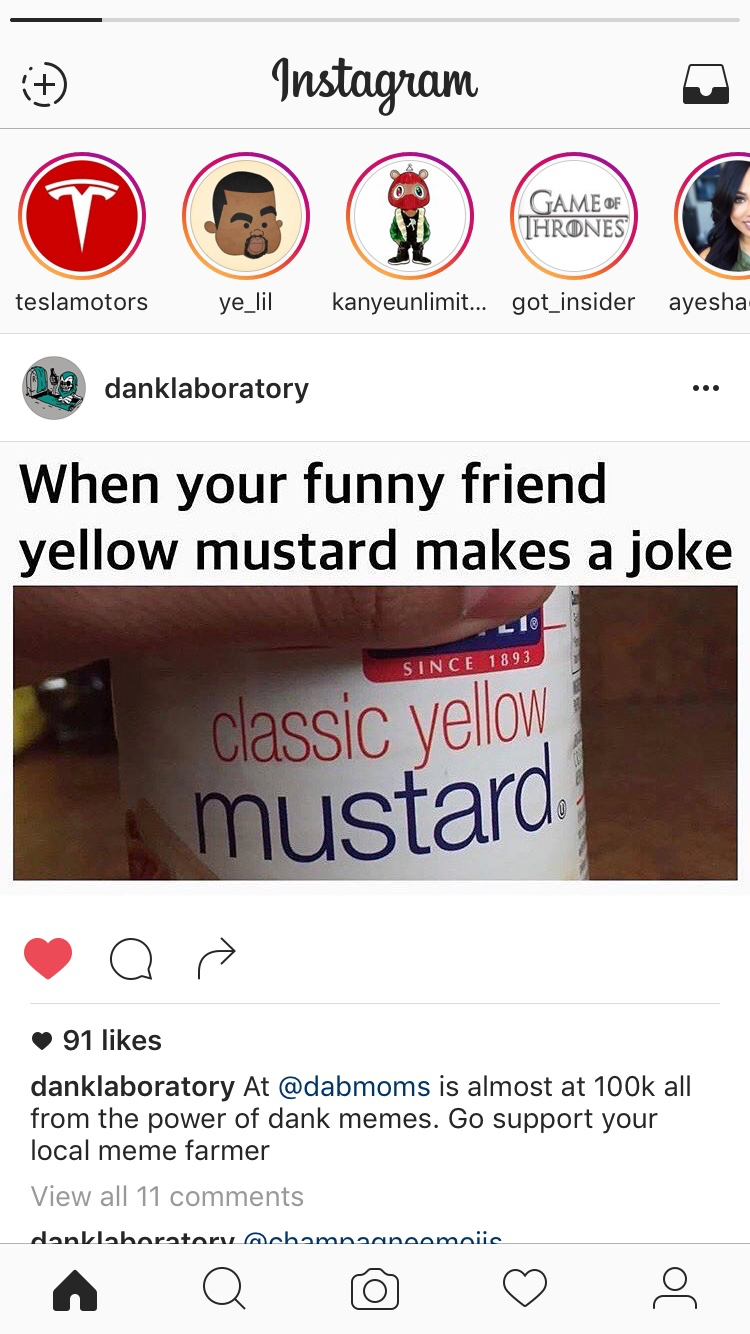 Instagram
GAME OF
THRONES
teslamotors
ye_lil
kanyeunlimit...
got_insider
ayesha
danklaboratory
When your funny friend
yellow mustard makes a joke
SINCE 1893
classic yellow
mustard.
91 likes
danklaboratory At @dabmoms is almost at 100k all
from the power of dank memes. Go support your
local meme farmer
View all 11 comments
danklaboratory @champagneemojis